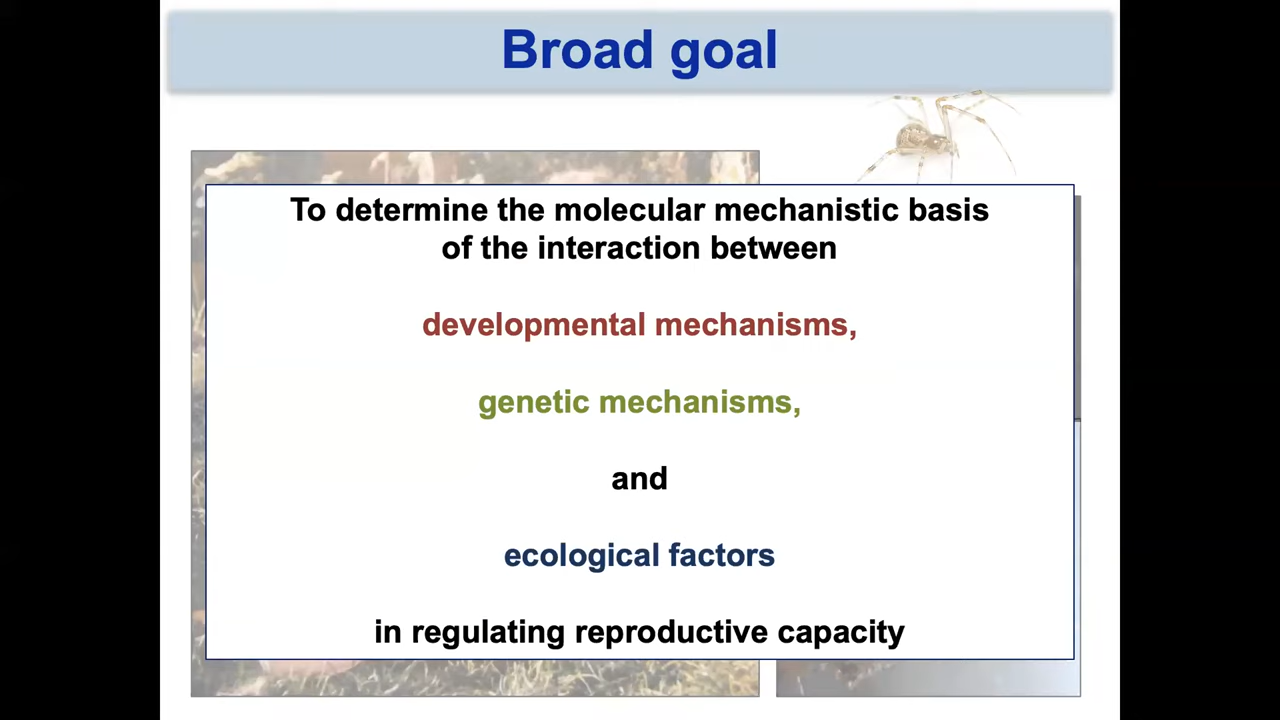 Broad goal
To determine the molecular mechanistic basis
of the interaction between
developmental mechanisms,
genetic mechanisms,
and
ecological factors
in regulating reproductive capacity